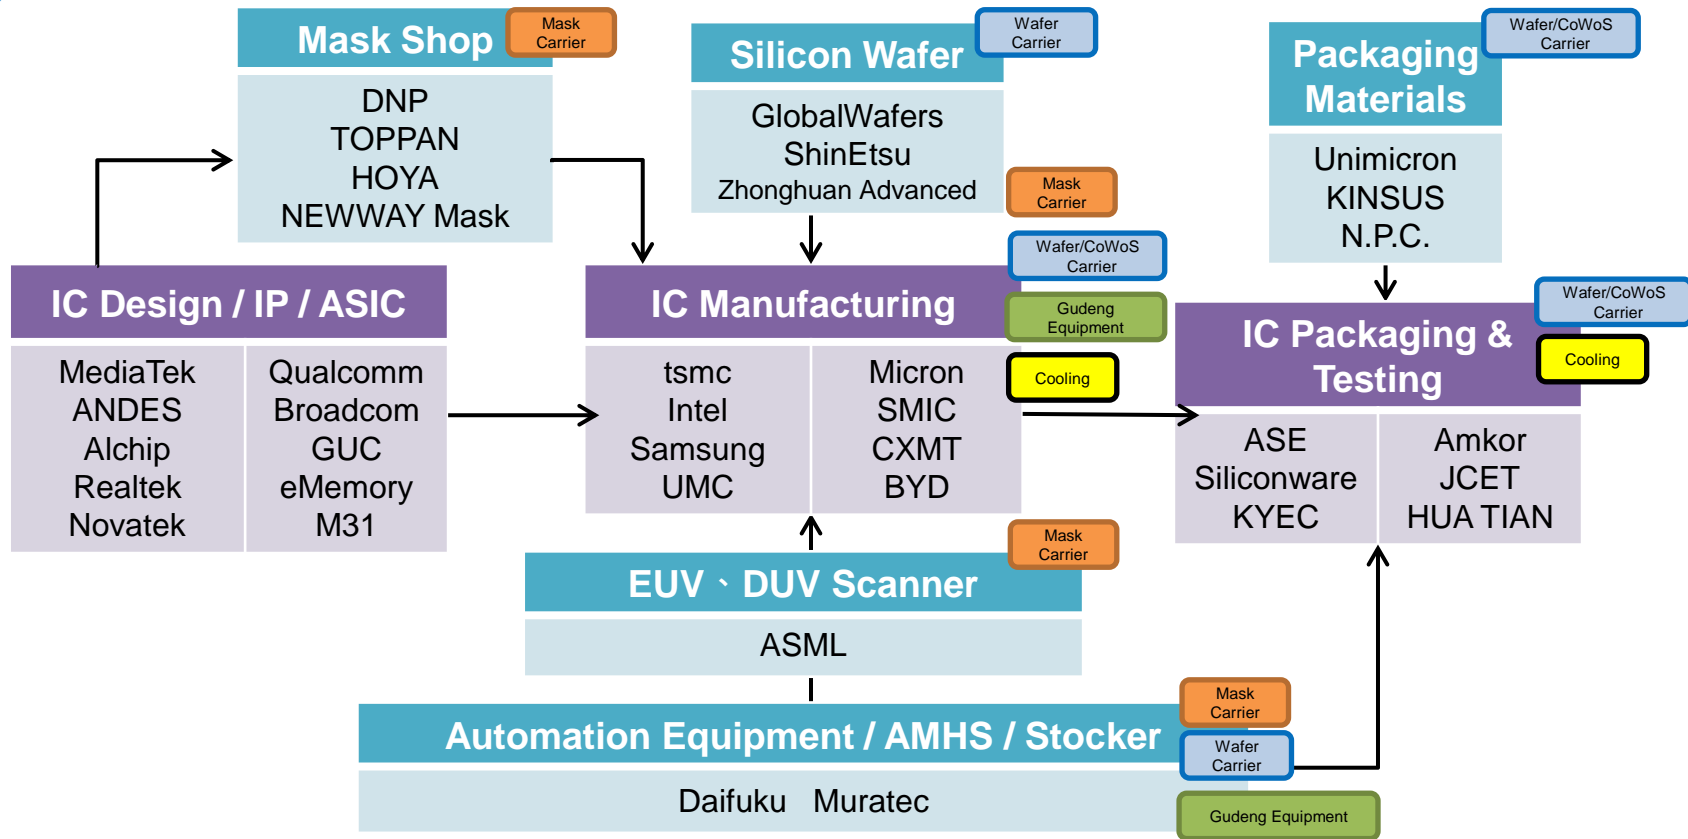 Mask Shop
Mask
Carrier
DNP
TOPPAN
HOYA
NEWWAY Mask
Silicon Wafer
Wafer
Carrier
GlobalWafers
ShinEtsu
Zhonghuan Advanced
Packaging
Materials
Wafer/CoWoS
Carrier
Unimicron
KINSUS
N.P.C.
IC Design / IP / ASIC
MediaTek
ANDES
Alchip
Realtek
Novatek
Qualcomm
Broadcom
GUC
eMemory
M31
IC Manufacturing
Mask
Carrier
Wafer/CoWoS
Carrier
Gudeng
Equipment
Cooling
tsmc
Intel
Samsung
UMC
Micron
SMIC
CXMT
BYD
IC Packaging &
Testing
Wafer/CoWoS
Carrier
Cooling
ASE
Siliconware
KYEC
Amkor
JCET
HUA TIAN
EUV、DUV Scanner
Mask
Carrier
ASML
Automation Equipment / AMHS / Stocker
Mask
Carrier
Wafer
Carrier
Gudeng Equipment
Daifuku Muratec